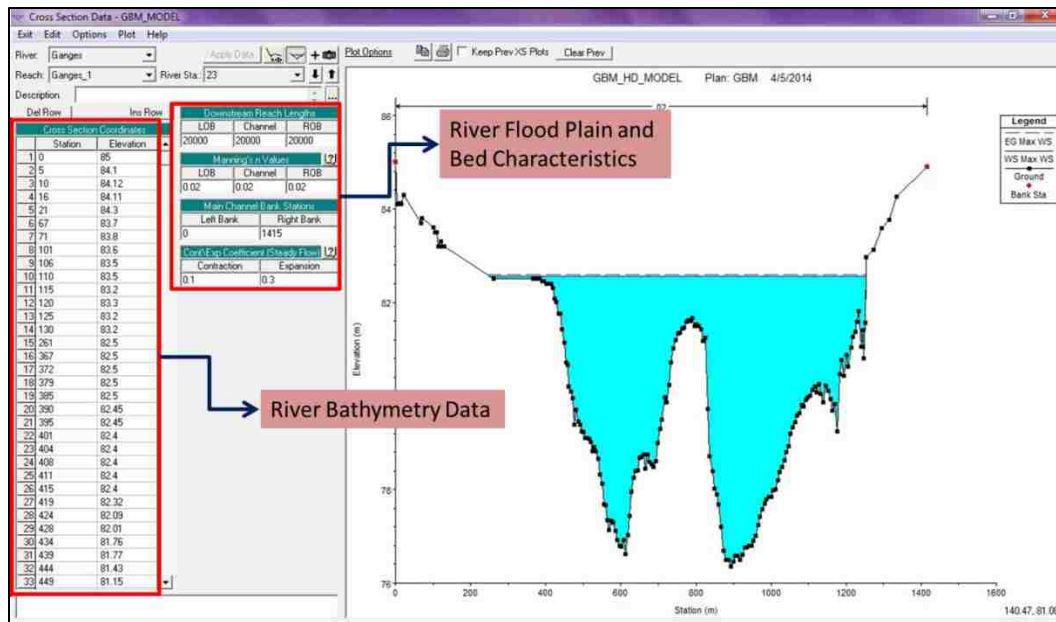 Cross Section Data - GBM_MODEL
Exit Edit Options Plot Help
River: Ganges
Apply Data
Plot Options
Keep Prev XS Plots
Clear Prev
Reach: Ganges_1
River Sta.: 23
Description
...
Del Row
Ins Row
Cross Section Coordinates
Station Elevation
1 0 85
2 5 84.1
3 10 84.12
4 16 84.11
5 21 84.3
6 67 83.7
7 71 83.8
8 101 83.6
9 106 83.5
10 110 83.5
11 115 83.2
12 120 83.3
13 125 83.2
14 130 83.2
15 261 82.5
16 367 82.5
17 372 82.5
18 379 82.5
19 385 82.5
20 390 82.45
21 395 82.45
22 401 82.4
23 404 82.4
24 408 82.4
25 411 82.4
26 415 82.4
27 419 82.32
28 424 82.09
29 428 82.01
30 434 81.76
31 439 81.77
32 444 81.43
33 449 81.15
Downstream Reach Lengths
LOB Channel ROB
20000 20000 20000
Manning's n Values
?
LOB Channel ROB
0.02 0.02 0.02
Main Channel Bank Stations
Left Bank Right Bank
0 1415
Cont\Exp Coefficient (Steady Flow)
?
Contraction Expansion
0.1 0.3
River Flood Plain and
Bed Characteristics
River Bathymetry Data
GBM_HD_MODEL Plan: GBM 4/5/2014
.02
Legend
EG Max WS
WS Max WS
Ground
Bank Sta
Elevation (m)
86
84
82
78
76
0 200 400 600 800 1000 1200 1400 1600
Station (m)